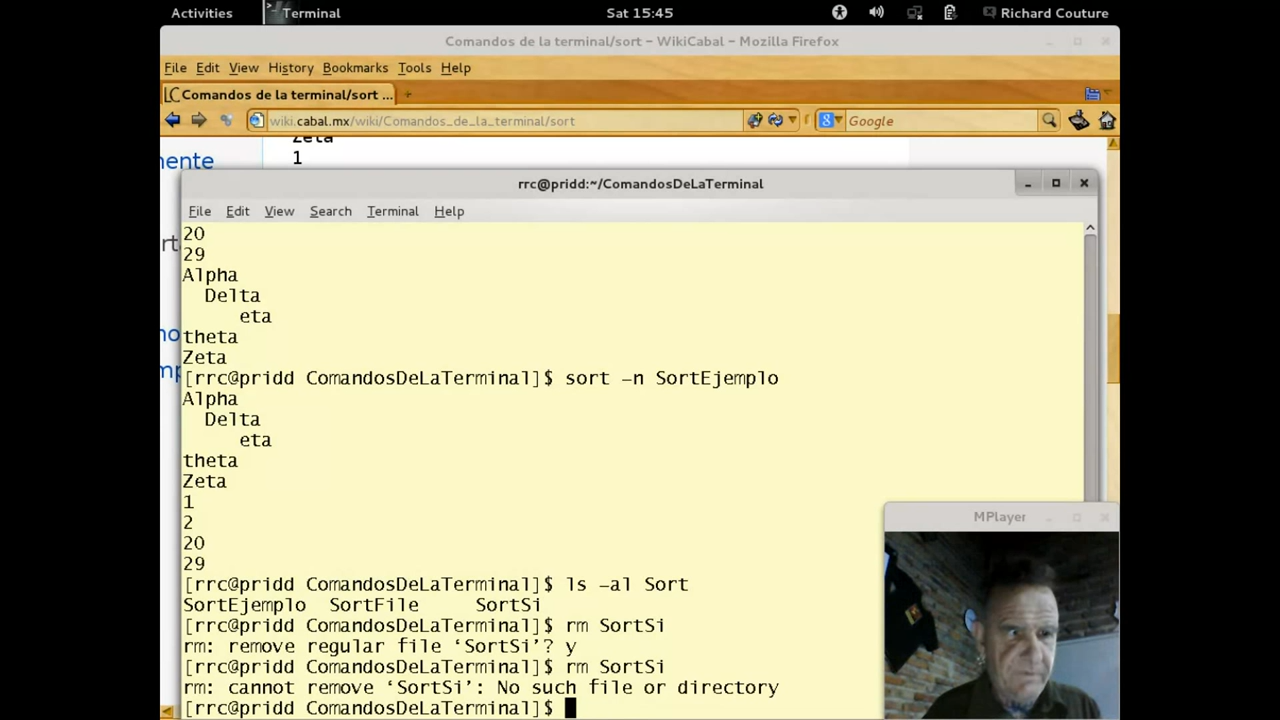 Activities Terminal Sat 15:45 Richard Couture
Comandos de la terminal/sort – WikiCabal – Mozilla Firefox
File Edit View History Bookmarks Tools Help
Comandos de la terminal/sort ...
wiki.cabal.mx/wiki/Comandos_de_la_terminal/sort Google
Zeta
mente
1
rrc@pridd:~/ComandosDeLaTerminal
File Edit View Search Terminal Help
20
29
Alpha
Delta
eta
theta
Zeta
[rrc@pridd ComandosDeLaTerminal]$ sort –n SortEjemplo
Alpha
Delta
eta
theta
Zeta
1
2
20
29
[rrc@pridd ComandosDeLaTerminal]$ ls –al Sort
SortEjemplo SortFile SortSi
[rrc@pridd ComandosDeLaTerminal]$ rm SortSi
rm: remove regular file ‘SortSi’? y
[rrc@pridd ComandosDeLaTerminal]$ rm SortSi
rm: cannot remove ‘SortSi’: No such file or directory
[rrc@pridd ComandosDeLaTerminal]$
MPlayer